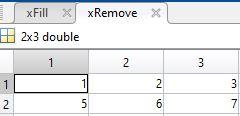 xFill xRemove
2x3 double
1 2 3
1 1 2 3
2 5 6 7